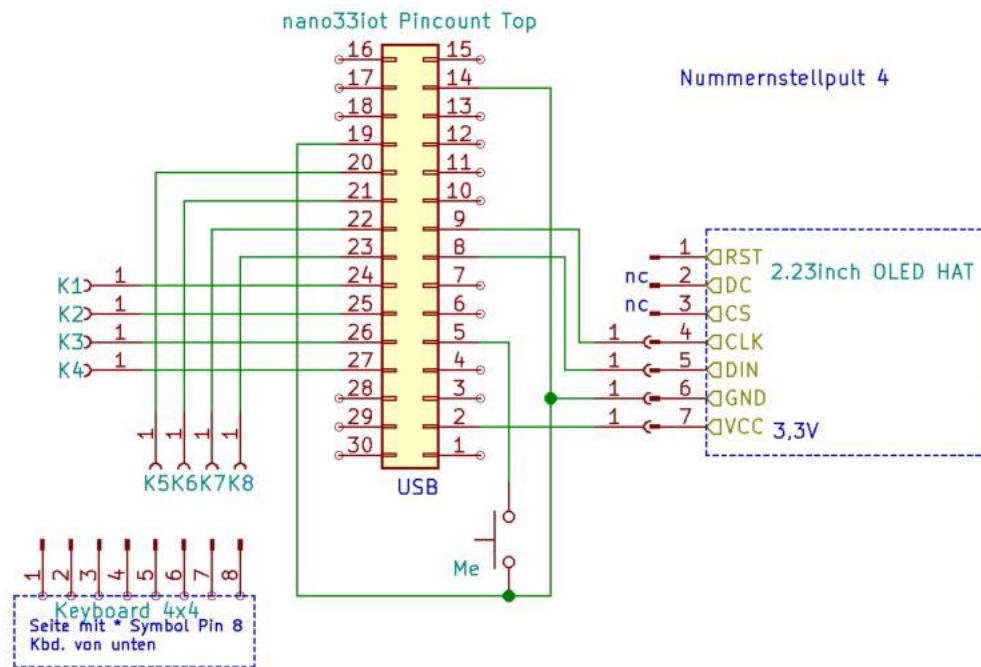 nano33iot Pincount Top
Nummernstellpult 4
16 15
17 14
18 13
19 12
20 11
21 10
22 9
23 8
24 7
25 6
26 5
27 4
28 3
29 2
30 1
USB
K1 1
K2 1
K3 1
K4 1
1 1 1 1
K5 K6 K7 K8
2.23inch OLED HAT
1 RST
nc 2 DC
nc 3 CS
1 4 CLK
1 5 DIN
1 6 GND
1 7 VCC
3,3V
Me
1 2 3 4 5 6 7 8
Keyboard 4x4
Seite mit * Symbol Pin 8
Kbd. von unten